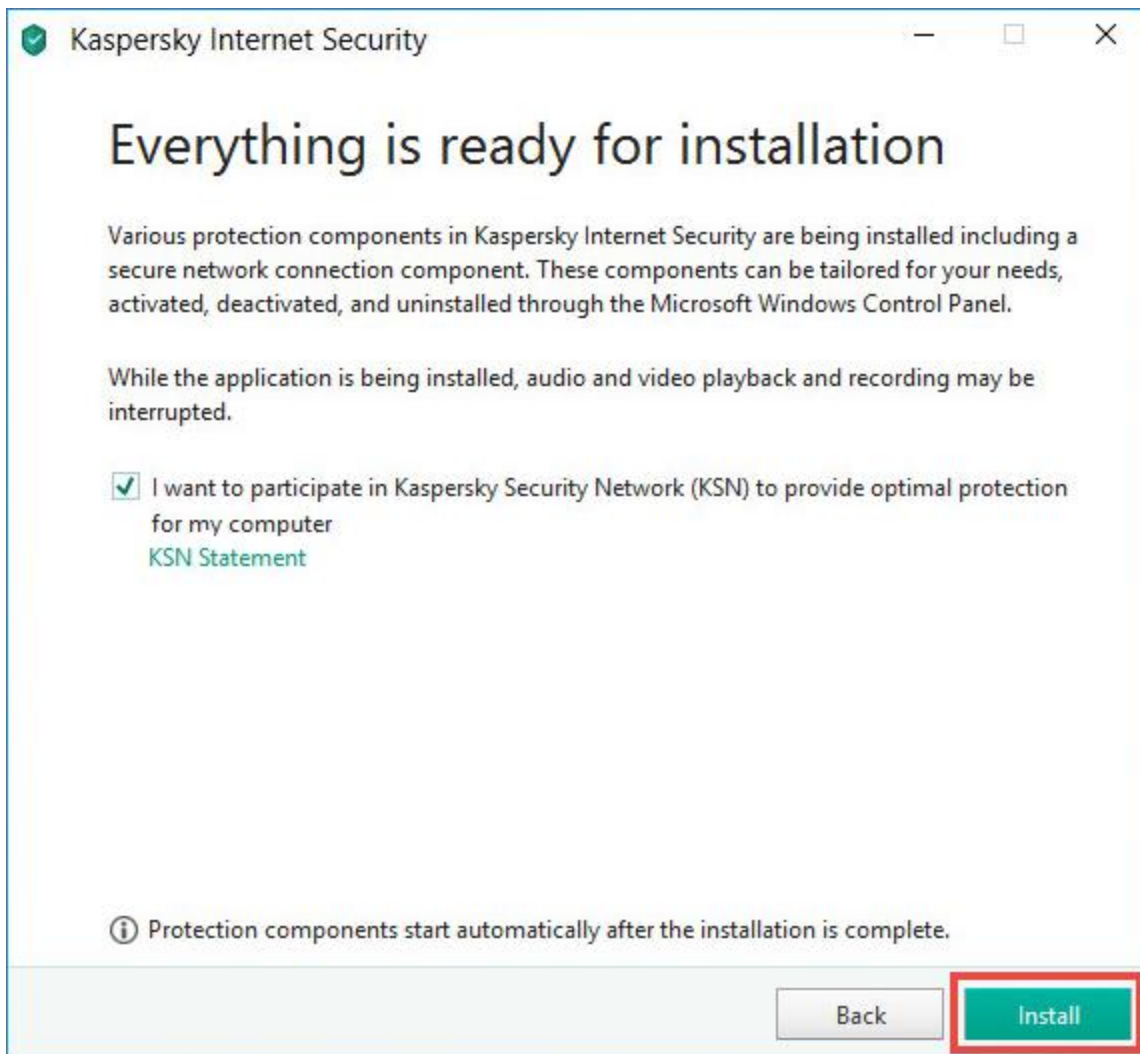 Kaspersky Internet Security
Everything is ready for installation
Various protection components in Kaspersky Internet Security are being installed including a
secure network connection component. These components can be tailored for your needs,
activated, deactivated, and uninstalled through the Microsoft Windows Control Panel.
While the application is being installed, audio and video playback and recording may be
interrupted.
I want to participate in Kaspersky Security Network (KSN) to provide optimal protection
for my computer
KSN Statement
Protection components start automatically after the installation is complete.
Back
Install